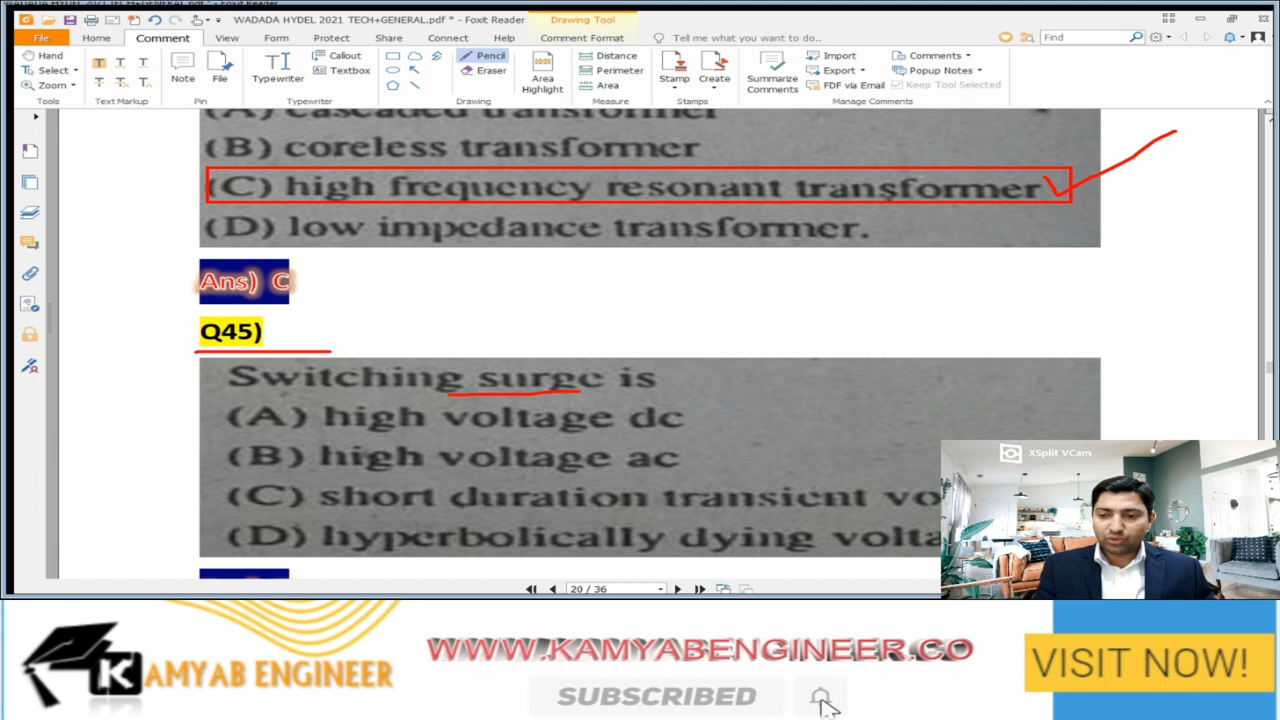 WADADA HYDEL 2021 TECH+GENERAL.pdf * - Foxit Reader
Drawing Tool
File Home Comment View Form Protect Share Connect Help Comment Format Tell me what you want to do.. Find
Hand
Select
Zoom
Tools
Text Markup
Note
File
Pin
Typewriter
Callout
Textbox
Typewriter
Pencil
Eraser
Drawing
Area
Highlight
Distance
Perimeter
Area
Measure
Stamp
Create
Stamps
Summarize
Comments
Import
Export
FDF via Email
Comments
Popup Notes
Keep Tool Selected
Manage Comments
(A) cascaded transformer
(B) coreless transformer
(C) high frequency resonant transformer
(D) low impedance transformer.
Ans) C
Q45)
Switching surge is
(A) high voltage dc
(B) high voltage ac
(C) short duration transient vo
(D) hyperbolically dying volta
XSplit VCam
20 / 36
K
AMYAB ENGINEER
WWW.KAMYABENGINEER.CO
SUBSCRIBED
VISIT NOW!